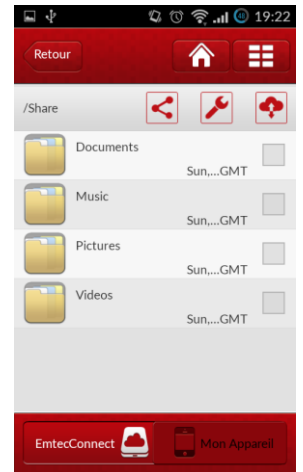 19:22
Retour
/Share
Documents
Sun,...GMT
Music
Sun,...GMT
Pictures
Sun,...GMT
Videos
Sun,...GMT
EmtecConnect Mon Appareil